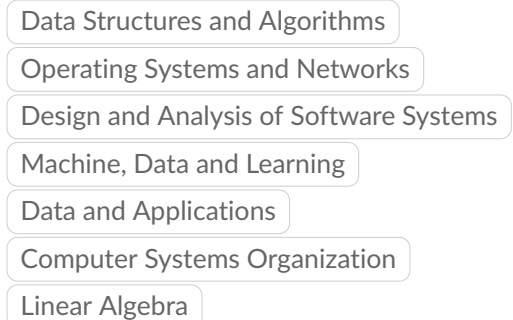 Data Structures and Algorithms
Operating Systems and Networks
Design and Analysis of Software Systems
Machine, Data and Learning
Data and Applications
Computer Systems Organization
Linear Algebra